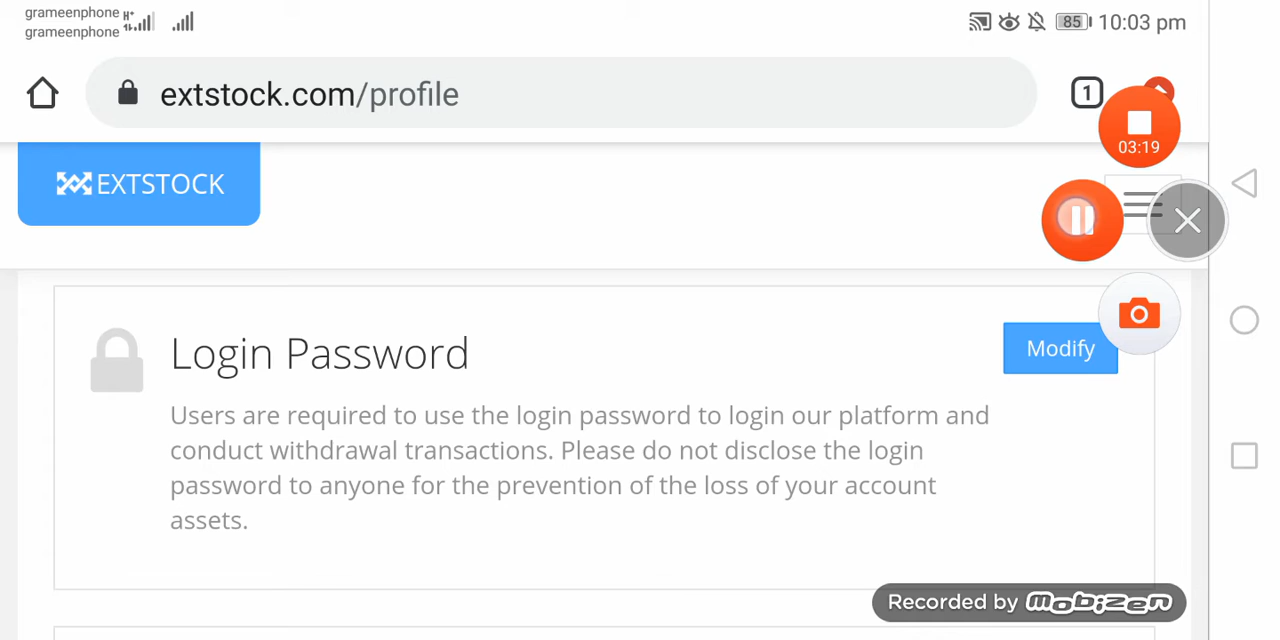 grameenphone
grameenphone
85 10:03 pm
extstock.com/profile
1
03:19
EXTSTOCK
Login Password
Modify
Users are required to use the login password to login our platform and
conduct withdrawal transactions. Please do not disclose the login
password to anyone for the prevention of the loss of your account
assets.
Recorded by mobizen